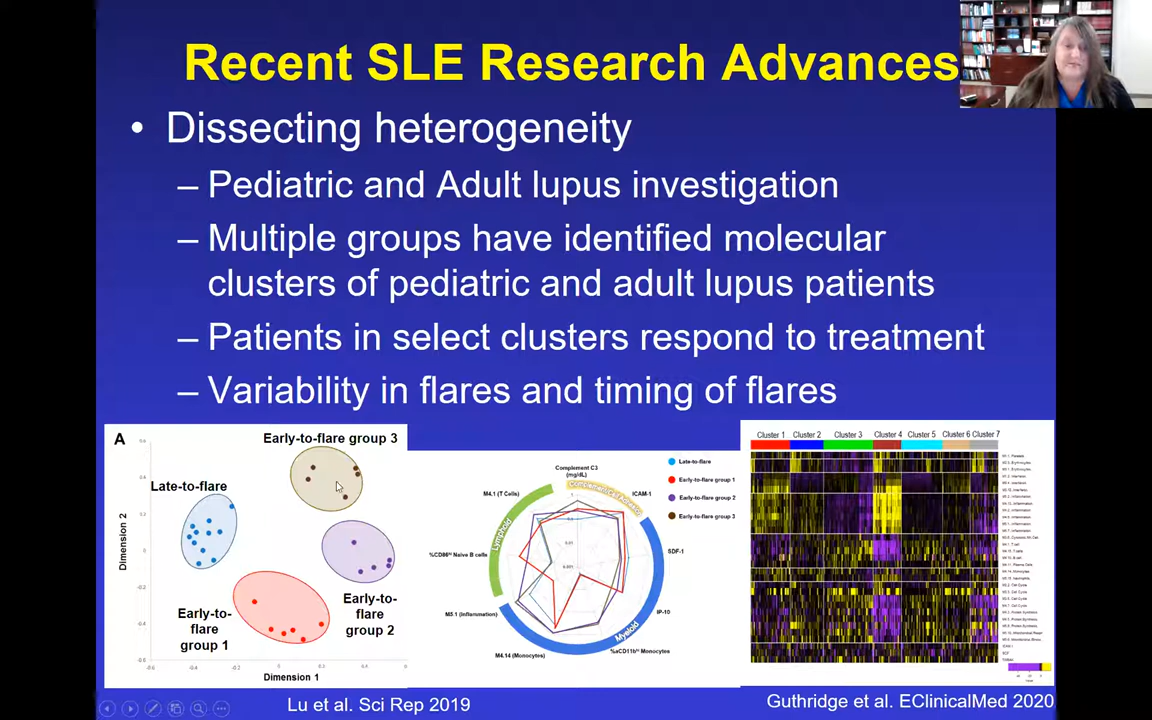 Recent SLE Research Advances
• Dissecting heterogeneity
– Pediatric and Adult lupus investigation
– Multiple groups have identified molecular
clusters of pediatric and adult lupus patients
– Patients in select clusters respond to treatment
– Variability in flares and timing of flares
A
Early-to-flare group 3
Late-to-flare
Early-to-
flare
group 1
Early-to-
flare
group 2
Dimension 2
Dimension 1
Complement C3
(mg/dL)
ICAM-1
SDF-1
IP-10
M4.14 (Monocytes)
M5.1 (Inflammation)
M4.1 (T Cells)
Lymphoid
Myeloid
Late-to-flare
Early-to-flare group 1
Early-to-flare group 2
Early-to-flare group 3
Cluster 1 Cluster 2 Cluster 3 Cluster 4 Cluster 5 Cluster 6 Cluster 7
Lu et al. Sci Rep 2019
Guthridge et al. EClinicalMed 2020